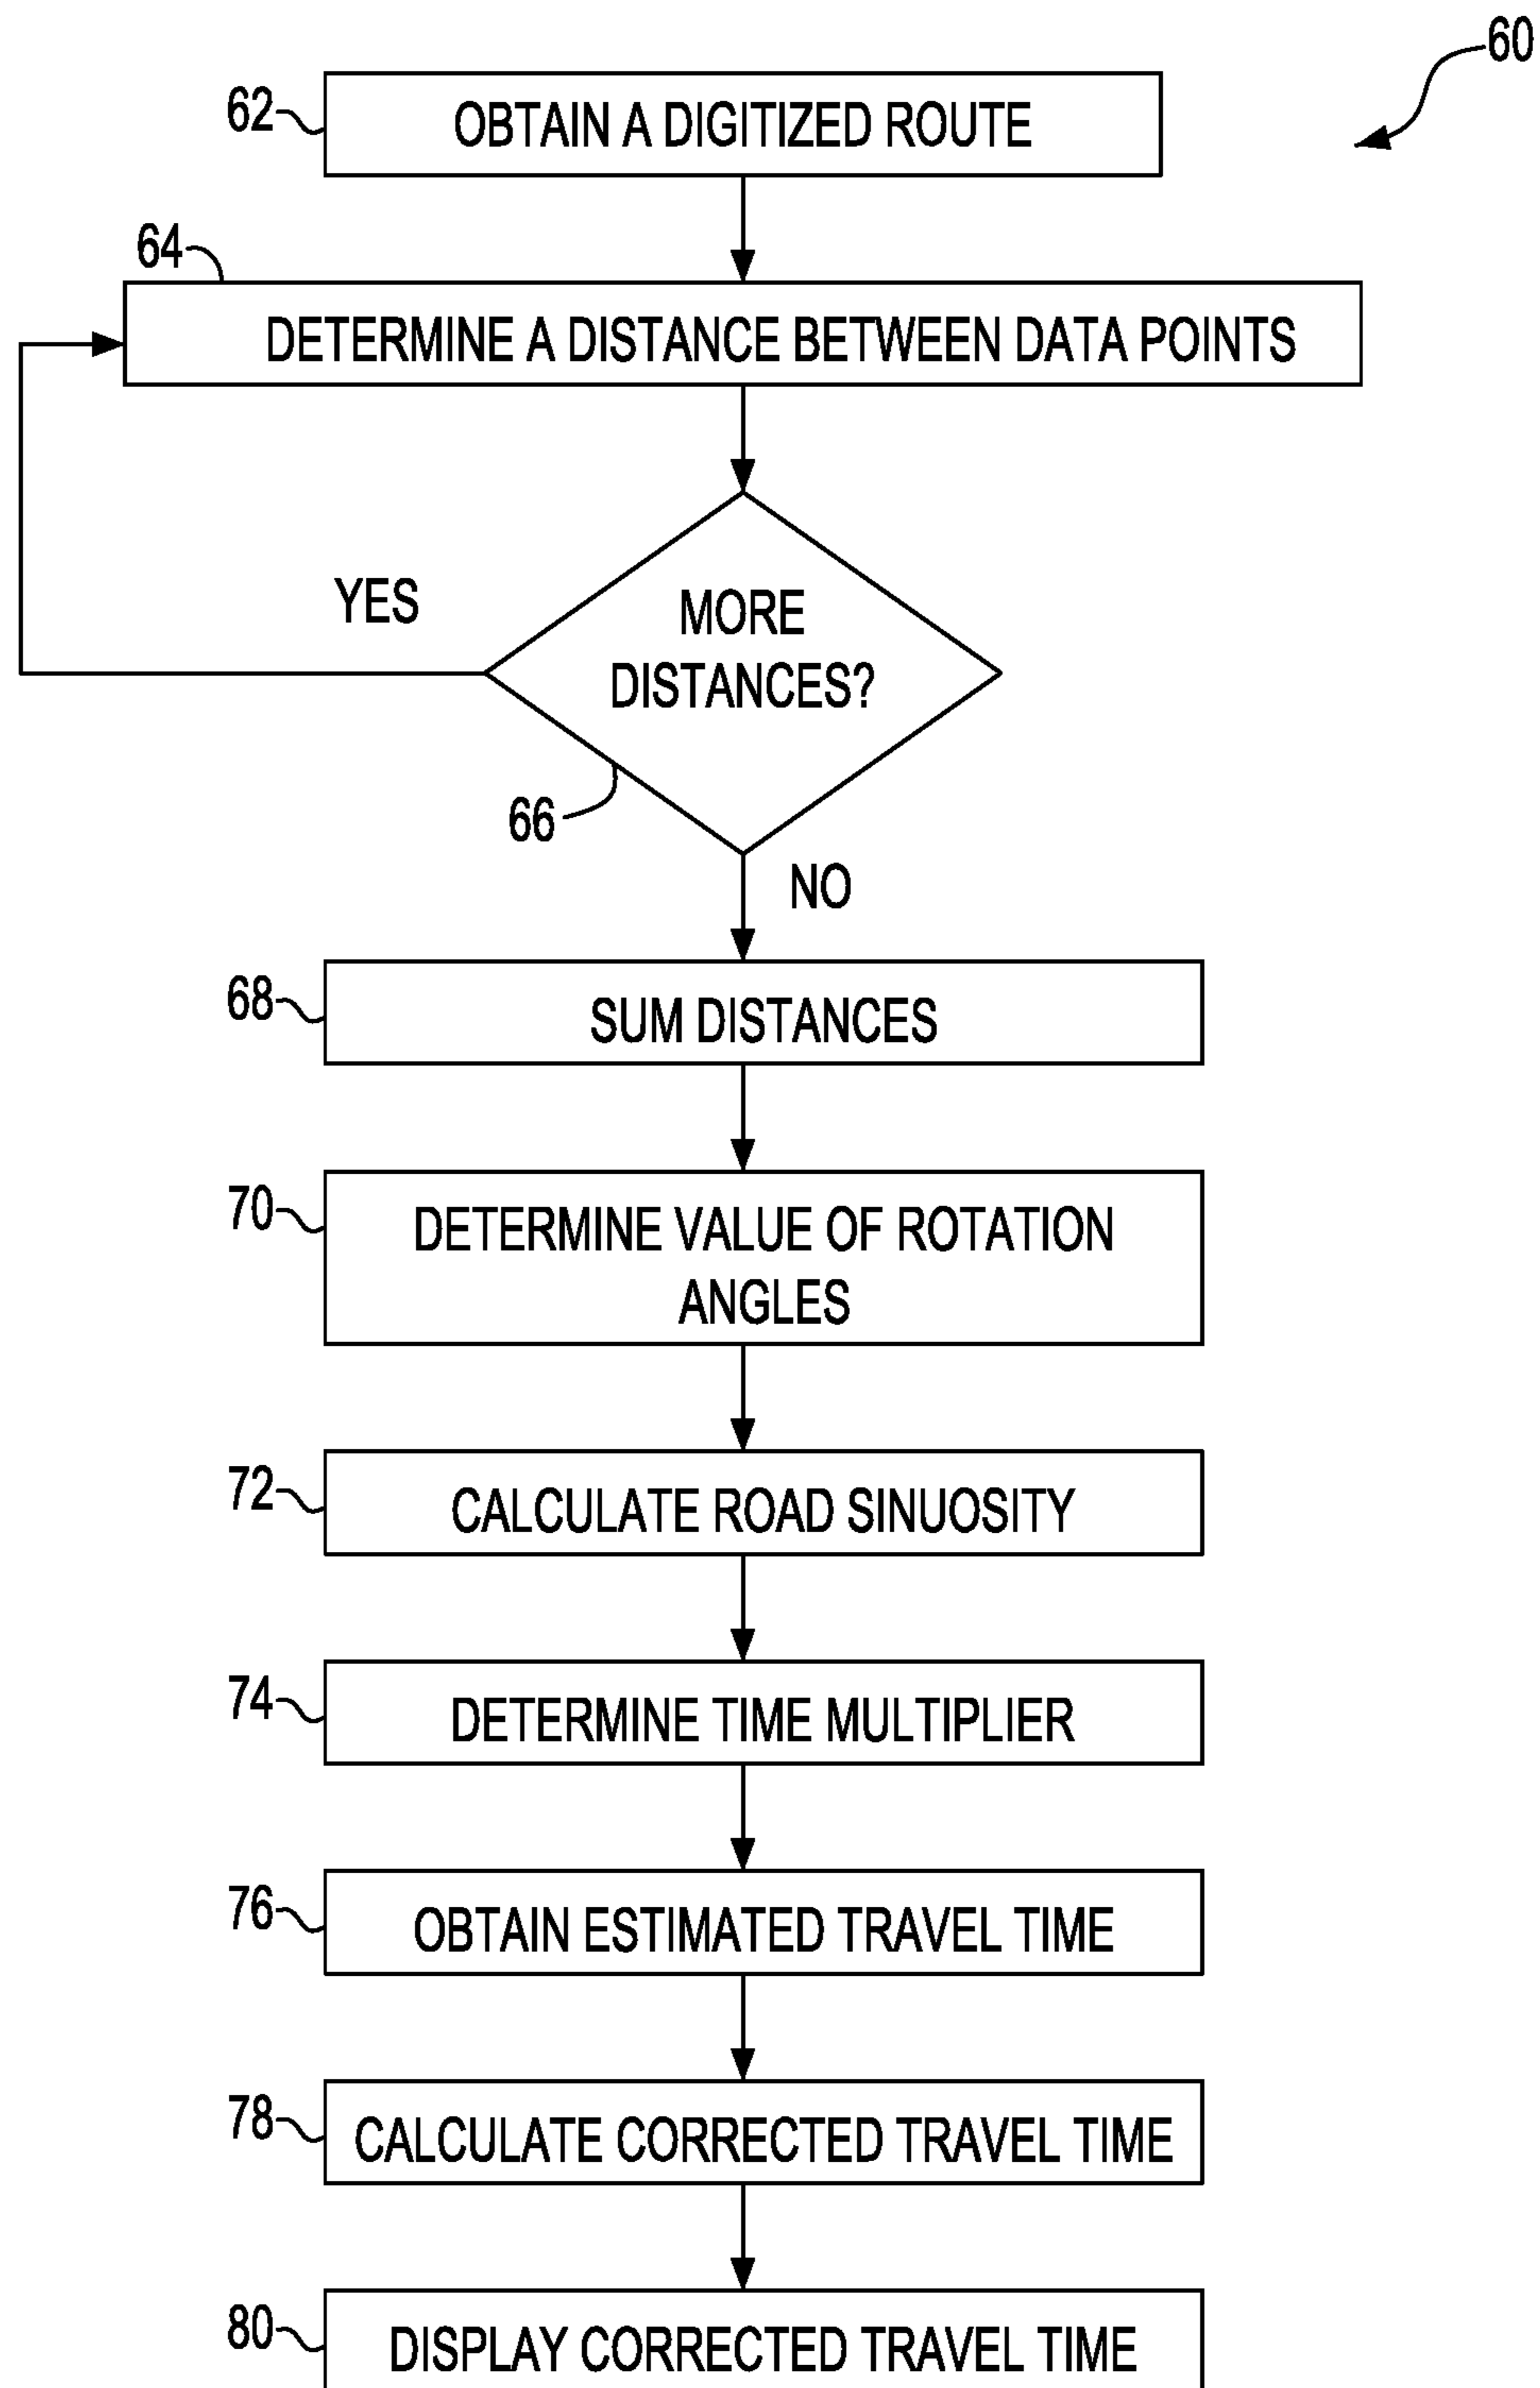 60
62
OBTAIN A DIGITIZED ROUTE
64
DETERMINE A DISTANCE BETWEEN DATA POINTS
YES
MORE
DISTANCES?
66
NO
68
SUM DISTANCES
70
DETERMINE VALUE OF ROTATION
ANGLES
72
CALCULATE ROAD SINUOSITY
74
DETERMINE TIME MULTIPLIER
76
OBTAIN ESTIMATED TRAVEL TIME
78
CALCULATE CORRECTED TRAVEL TIME
80
DISPLAY CORRECTED TRAVEL TIME